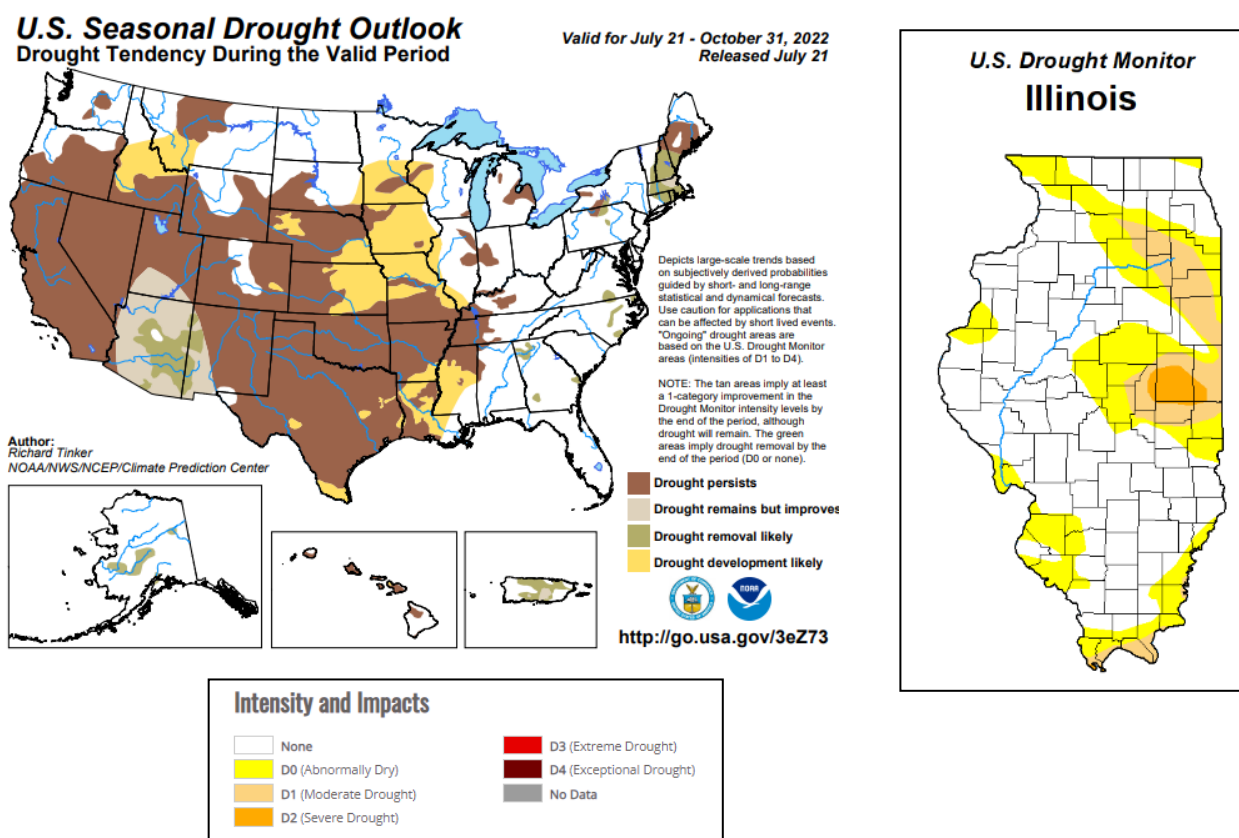 U.S. Seasonal Drought Outlook
Drought Tendency During the Valid Period
Valid for July 21 - October 31, 2022
Released July 21
Depicts large-scale trends based
on subjectively derived probabilities
guided by short- and long-range
statistical and dynamical forecasts.
Use caution for applications that
can be affected by short lived events.
"Ongoing" drought areas are
based on the U.S. Drought Monitor
areas (intensities of D1 to D4).
NOTE: The tan areas imply at least
a 1-category improvement in the
Drought Monitor intensity levels by
the end of the period, although
drought will remain. The green
areas imply drought removal by the
end of the period (D0 or none).
Author:
Richard Tinker
NOAA/NWS/NCEP/Climate Prediction Center
Drought persists
Drought remains but improves
Drought removal likely
Drought development likely
NOAA
http://go.usa.gov/3eZ73
U.S. Drought Monitor
Illinois
Intensity and Impacts
None
D0 (Abnormally Dry)
D1 (Moderate Drought)
D2 (Severe Drought)
D3 (Extreme Drought)
D4 (Exceptional Drought)
No Data